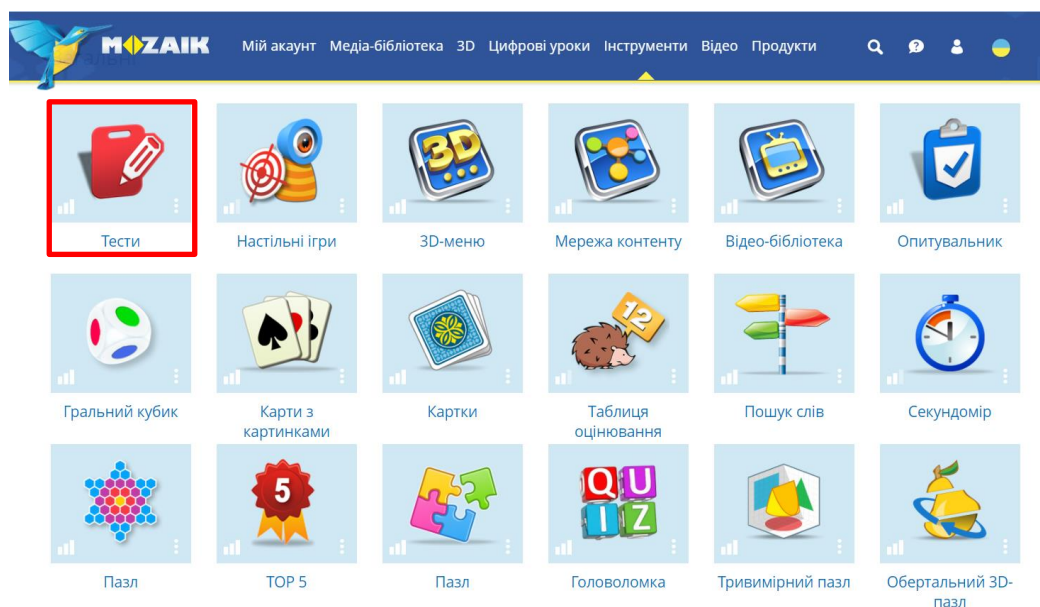 MOZAIK Мій акаунт Медіа-бібліотека 3D Цифрові уроки Інструменти Відео Продукти
альні
3D
12
Тести Настільні ігри 3D-меню Мережа контенту Відео-бібліотека Опитувальник
Гральний кубик Карти з Картки Таблиця Пошук слів Секундомір
картинками оцінювання
5
QU
IZ
Пазл TOP 5 Пазл Головоломка Тривимірний пазл Обертальний 3D-
пазл